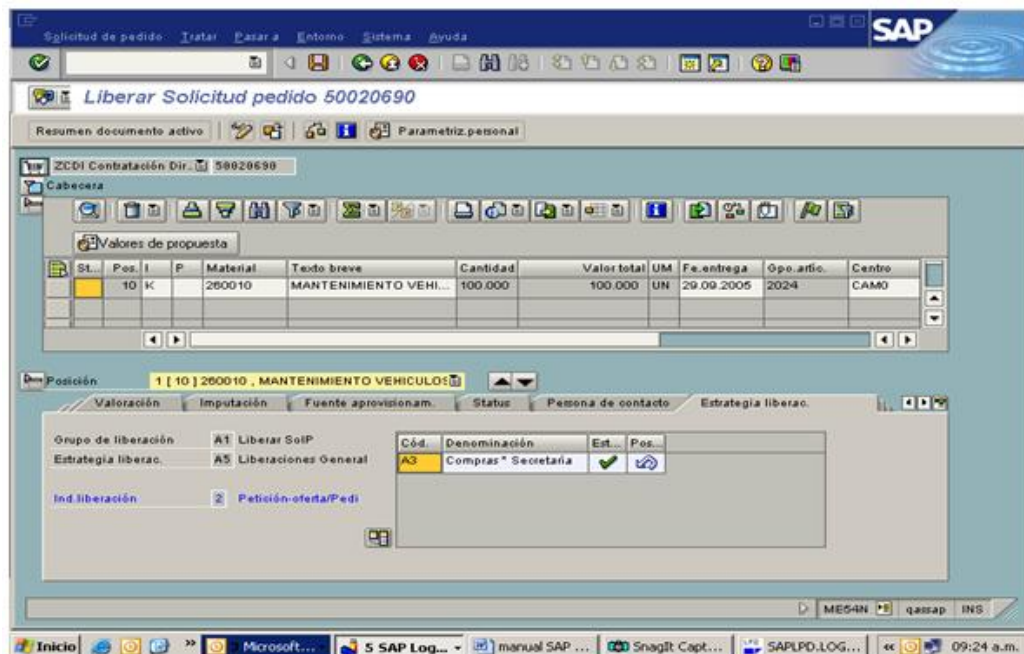 Solicitud de pedido Tratar Pasar a Entorno Sistema Ayuda
SAP
Liberar Solicitud pedido 50020690
Resumen documento activo Parametriz.personal
ZCDI Contratación Dir. 50020690
Cabecera
Valores de propuesta
St... Pos. I P Material Texto breve Cantidad Valor total UM Fe.entrega Gpo.artíc. Centro
10 K 260010 MANTENIMIENTO VEHI... 100.000 100.000 UN 29.09.2005 2024 CAM0
Posición 1 [ 10 ] 260010 , MANTENIMIENTO VEHICULOS
Valoración Imputación Fuente aprovisionam. Status Persona de contacto Estrategia liberac.
Grupo de liberación A1 Liberar SolP
Estrategia liberac. A5 Liberaciones General
Ind.liberación 2 Petición-oferta/Pedi
Cód. Denominación Est... Pos...
A3 Compras * Secretaría
ME54N qassap INS
Inicio » Microsoft... 5 SAP Log... manual SAP ... SnagIt Capt... SAPLPD.LOG... « 09:24 a.m.